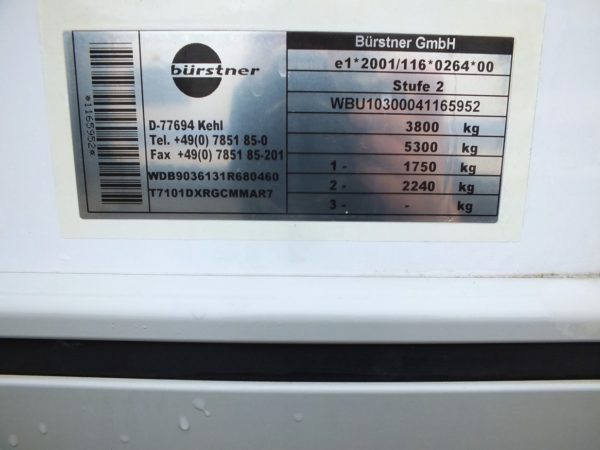 *1165952*
bürstner
D-77694 Kehl
Tel. +49(0) 7851 85-0
Fax +49(0) 7851 85-201
WDB9036131R680460
T7101DXRGCMMAR7
Bürstner GmbH
e1*2001/116*0264*00
Stufe 2
WBU10300041165952
3800 kg
5300 kg
1 - 1750 kg
2 - 2240 kg
3 - - kg